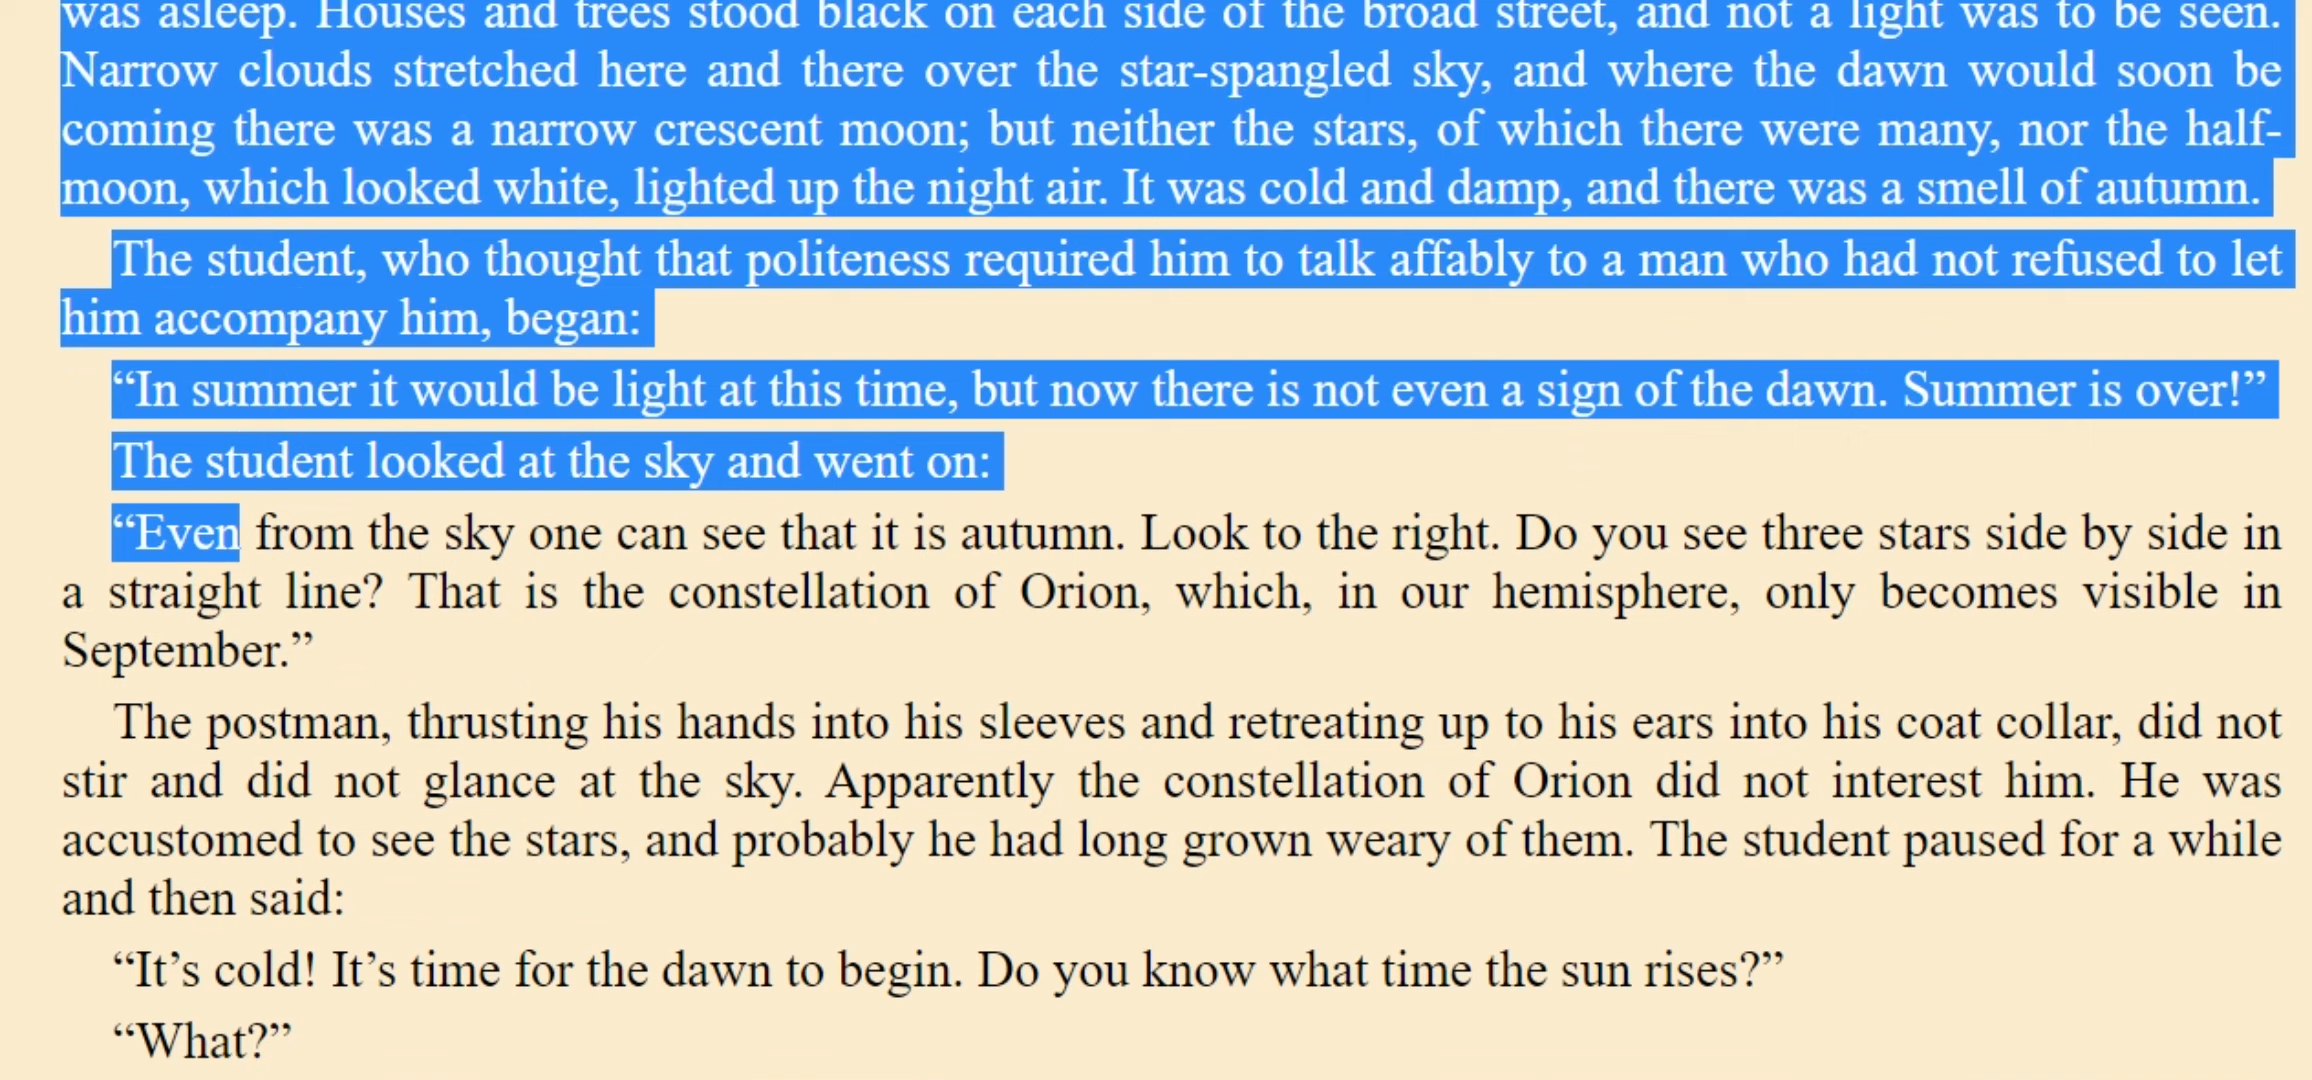 was asleep. Houses and trees stood black on each side of the broad street, and not a light was to be seen.
Narrow clouds stretched here and there over the star-spangled sky, and where the dawn would soon be
coming there was a narrow crescent moon; but neither the stars, of which there were many, nor the half-
moon, which looked white, lighted up the night air. It was cold and damp, and there was a smell of autumn.
The student, who thought that politeness required him to talk affably to a man who had not refused to let
him accompany him, began:
“In summer it would be light at this time, but now there is not even a sign of the dawn. Summer is over!”
The student looked at the sky and went on:
“Even from the sky one can see that it is autumn. Look to the right. Do you see three stars side by side in
a straight line? That is the constellation of Orion, which, in our hemisphere, only becomes visible in
September.”
The postman, thrusting his hands into his sleeves and retreating up to his ears into his coat collar, did not
stir and did not glance at the sky. Apparently the constellation of Orion did not interest him. He was
accustomed to see the stars, and probably he had long grown weary of them. The student paused for a while
and then said:
“It’s cold! It’s time for the dawn to begin. Do you know what time the sun rises?”
“What?”